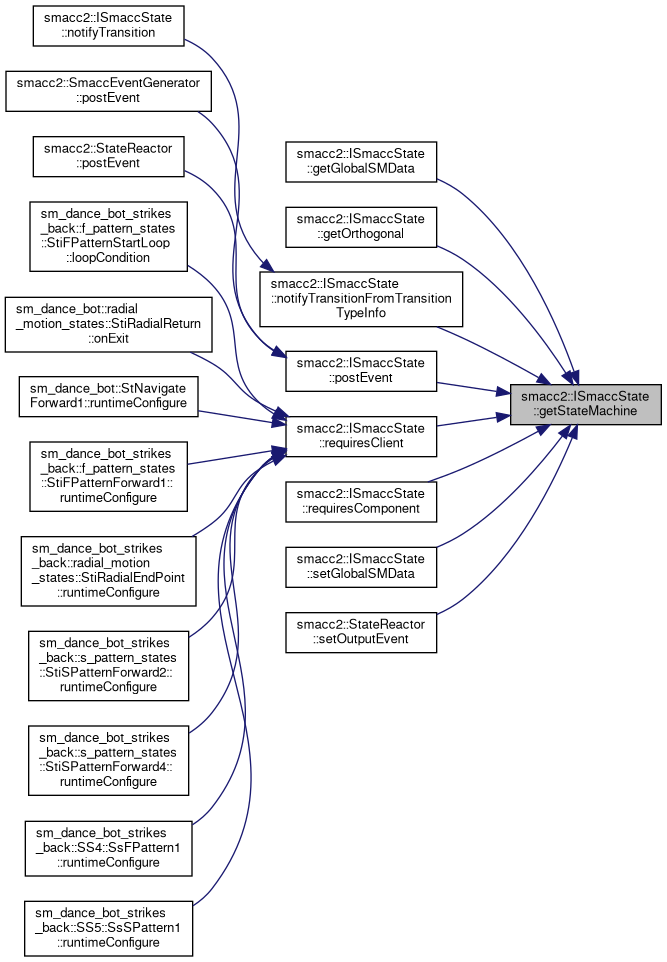 smacc2::ISmaccState
::notifyTransition
smacc2::SmaccEventGenerator
::postEvent
smacc2::StateReactor
::postEvent
sm_dance_bot_strikes
_back::f_pattern_states
::StiFPatternStartLoop
::loopCondition
sm_dance_bot::radial
_motion_states::StiRadialReturn
::onExit
sm_dance_bot::StNavigate
Forward1::runtimeConfigure
sm_dance_bot_strikes
_back::f_pattern_states
::StiFPatternForward1::
runtimeConfigure
sm_dance_bot_strikes
_back::radial_motion
_states::StiRadialEndPoint
::runtimeConfigure
sm_dance_bot_strikes
_back::s_pattern_states
::StiSPatternForward2::
runtimeConfigure
sm_dance_bot_strikes
_back::s_pattern_states
::StiSPatternForward4::
runtimeConfigure
sm_dance_bot_strikes
_back::SS4::SsFPattern1
::runtimeConfigure
sm_dance_bot_strikes
_back::SS5::SsSPattern1
::runtimeConfigure
smacc2::ISmaccState
::getGlobalSMData
smacc2::ISmaccState
::getOrthogonal
smacc2::ISmaccState
::notifyTransitionFromTransition
TypeInfo
smacc2::ISmaccState
::postEvent
smacc2::ISmaccState
::requiresClient
smacc2::ISmaccState
::requiresComponent
smacc2::ISmaccState
::setGlobalSMData
smacc2::StateReactor
::setOutputEvent
smacc2::ISmaccState
::getStateMachine